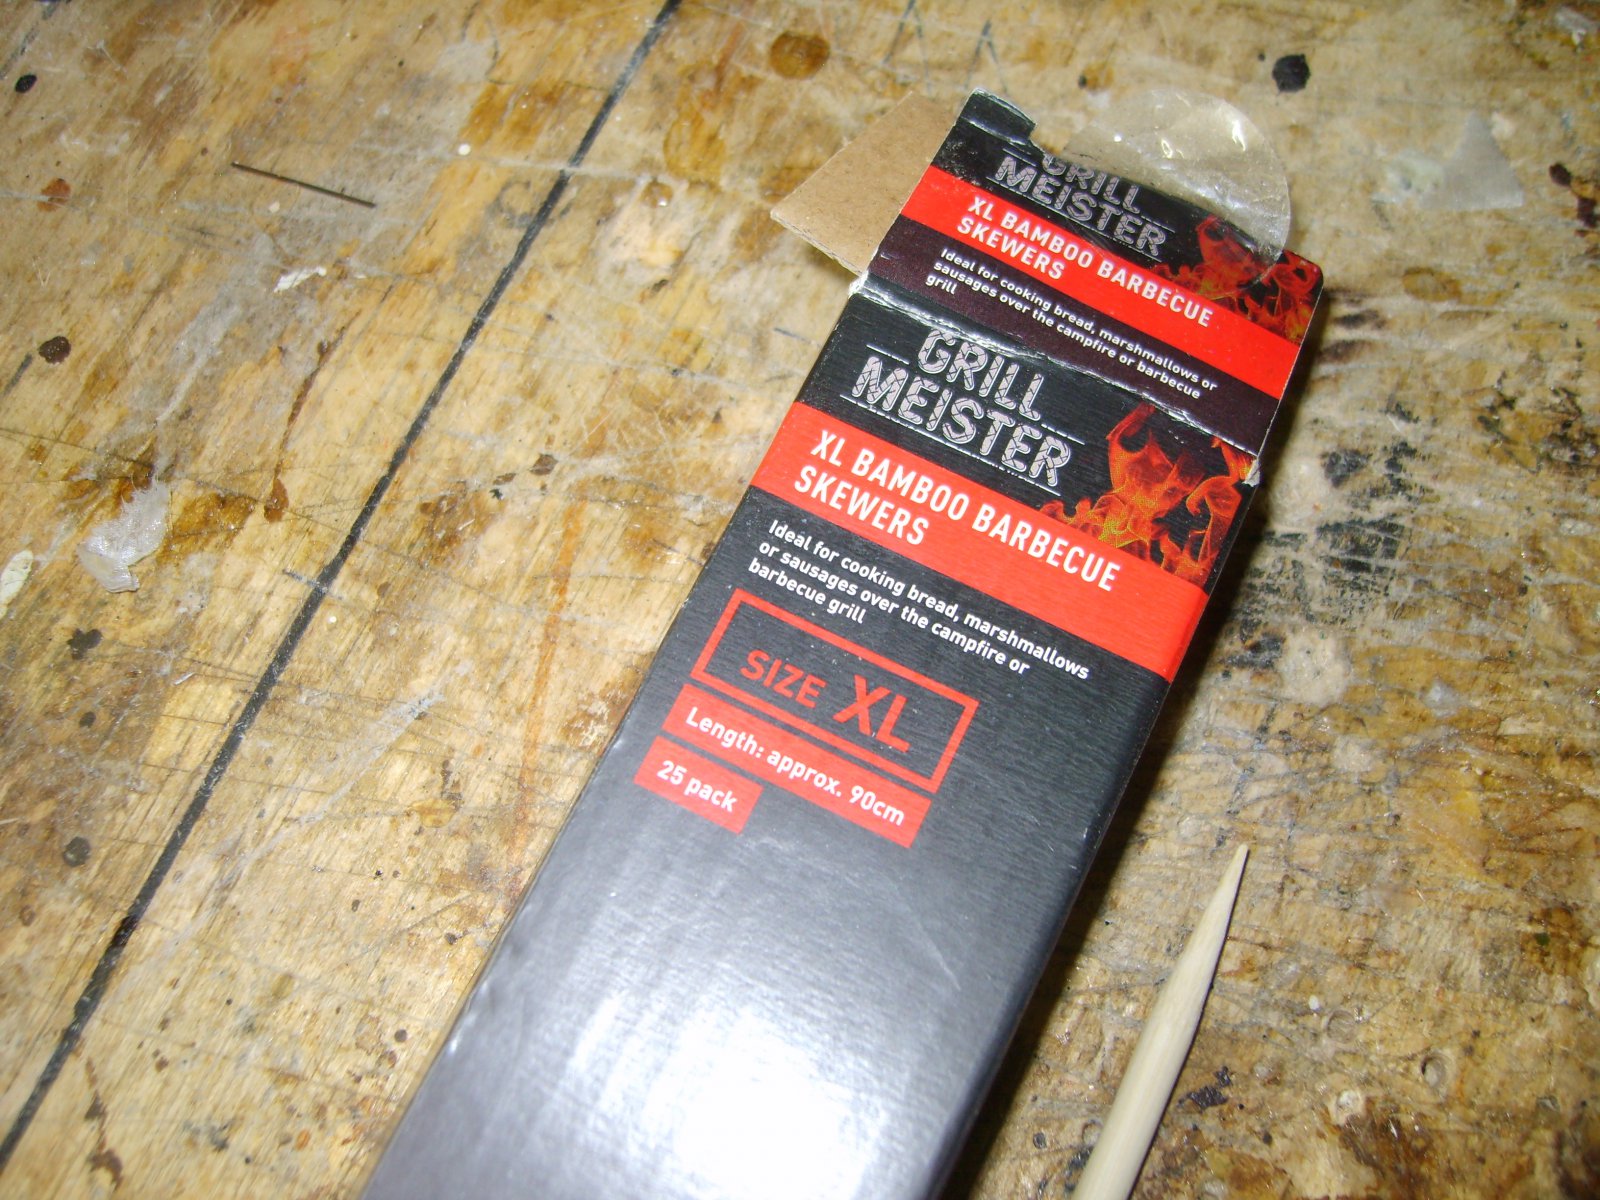 GRILL
MEISTER
XL BAMBOO BARBECUE
SKEWERS
Ideal for cooking bread, marshmallows or
sausages over the campfire or barbecue
grill
GRILL
MEISTER
XL BAMBOO BARBECUE
SKEWERS
Ideal for cooking bread, marshmallows
or sausages over the campfire or
barbecue grill
SIZE XL
Length: approx. 90cm
25 pack